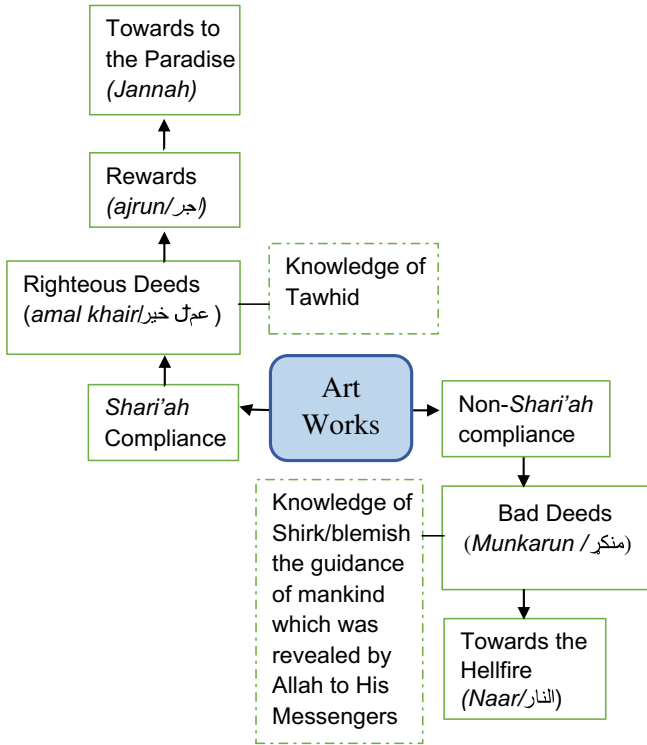 Towards to
the Paradise
(Jannah)
Rewards
(ajrun/اجر)
Righteous Deeds
(amal khair/عمل خير )
Knowledge of
Tawhid
Shari'ah
Compliance
Art
Works
Non-Shari'ah
compliance
Knowledge of
Shirk/blemish
the guidance
of mankind
which was
revealed by
Allah to His
Messengers
Bad Deeds
(Munkarun /منكر)
Towards the
Hellfire
(Naar/النار)